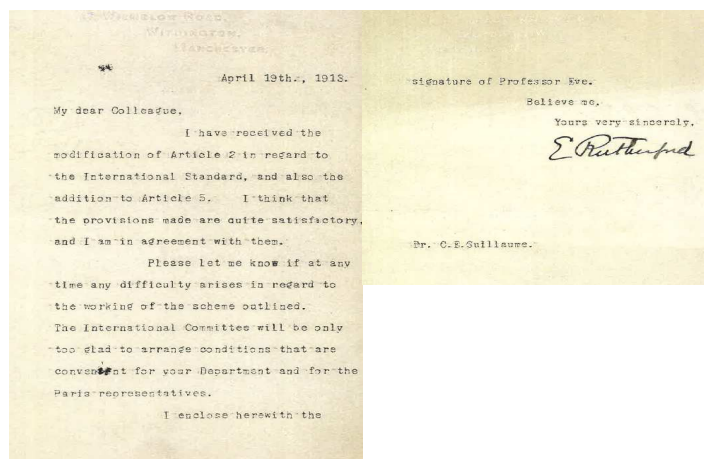 17 Wilmslow Road,
Withington,
Manchester.
April 19th., 1913.
My dear Colleague,
I have received the
modification of Article 2 in regard to
the International Standard, and also the
addition to Article 5. I think that
the provisions made are quite satisfactory,
and I am in agreement with them.
Please let me know if at any
time any difficulty arises in regard to
the working of the scheme outlined.
The International Committee will be only
too glad to arrange conditions that are
convenient for your Department and for the
Paris representatives.
I enclose herewith the
signature of Professor Eve.
Believe me,
Yours very sincerely,
E Rutherford
Dr. C.E.Guillaume.